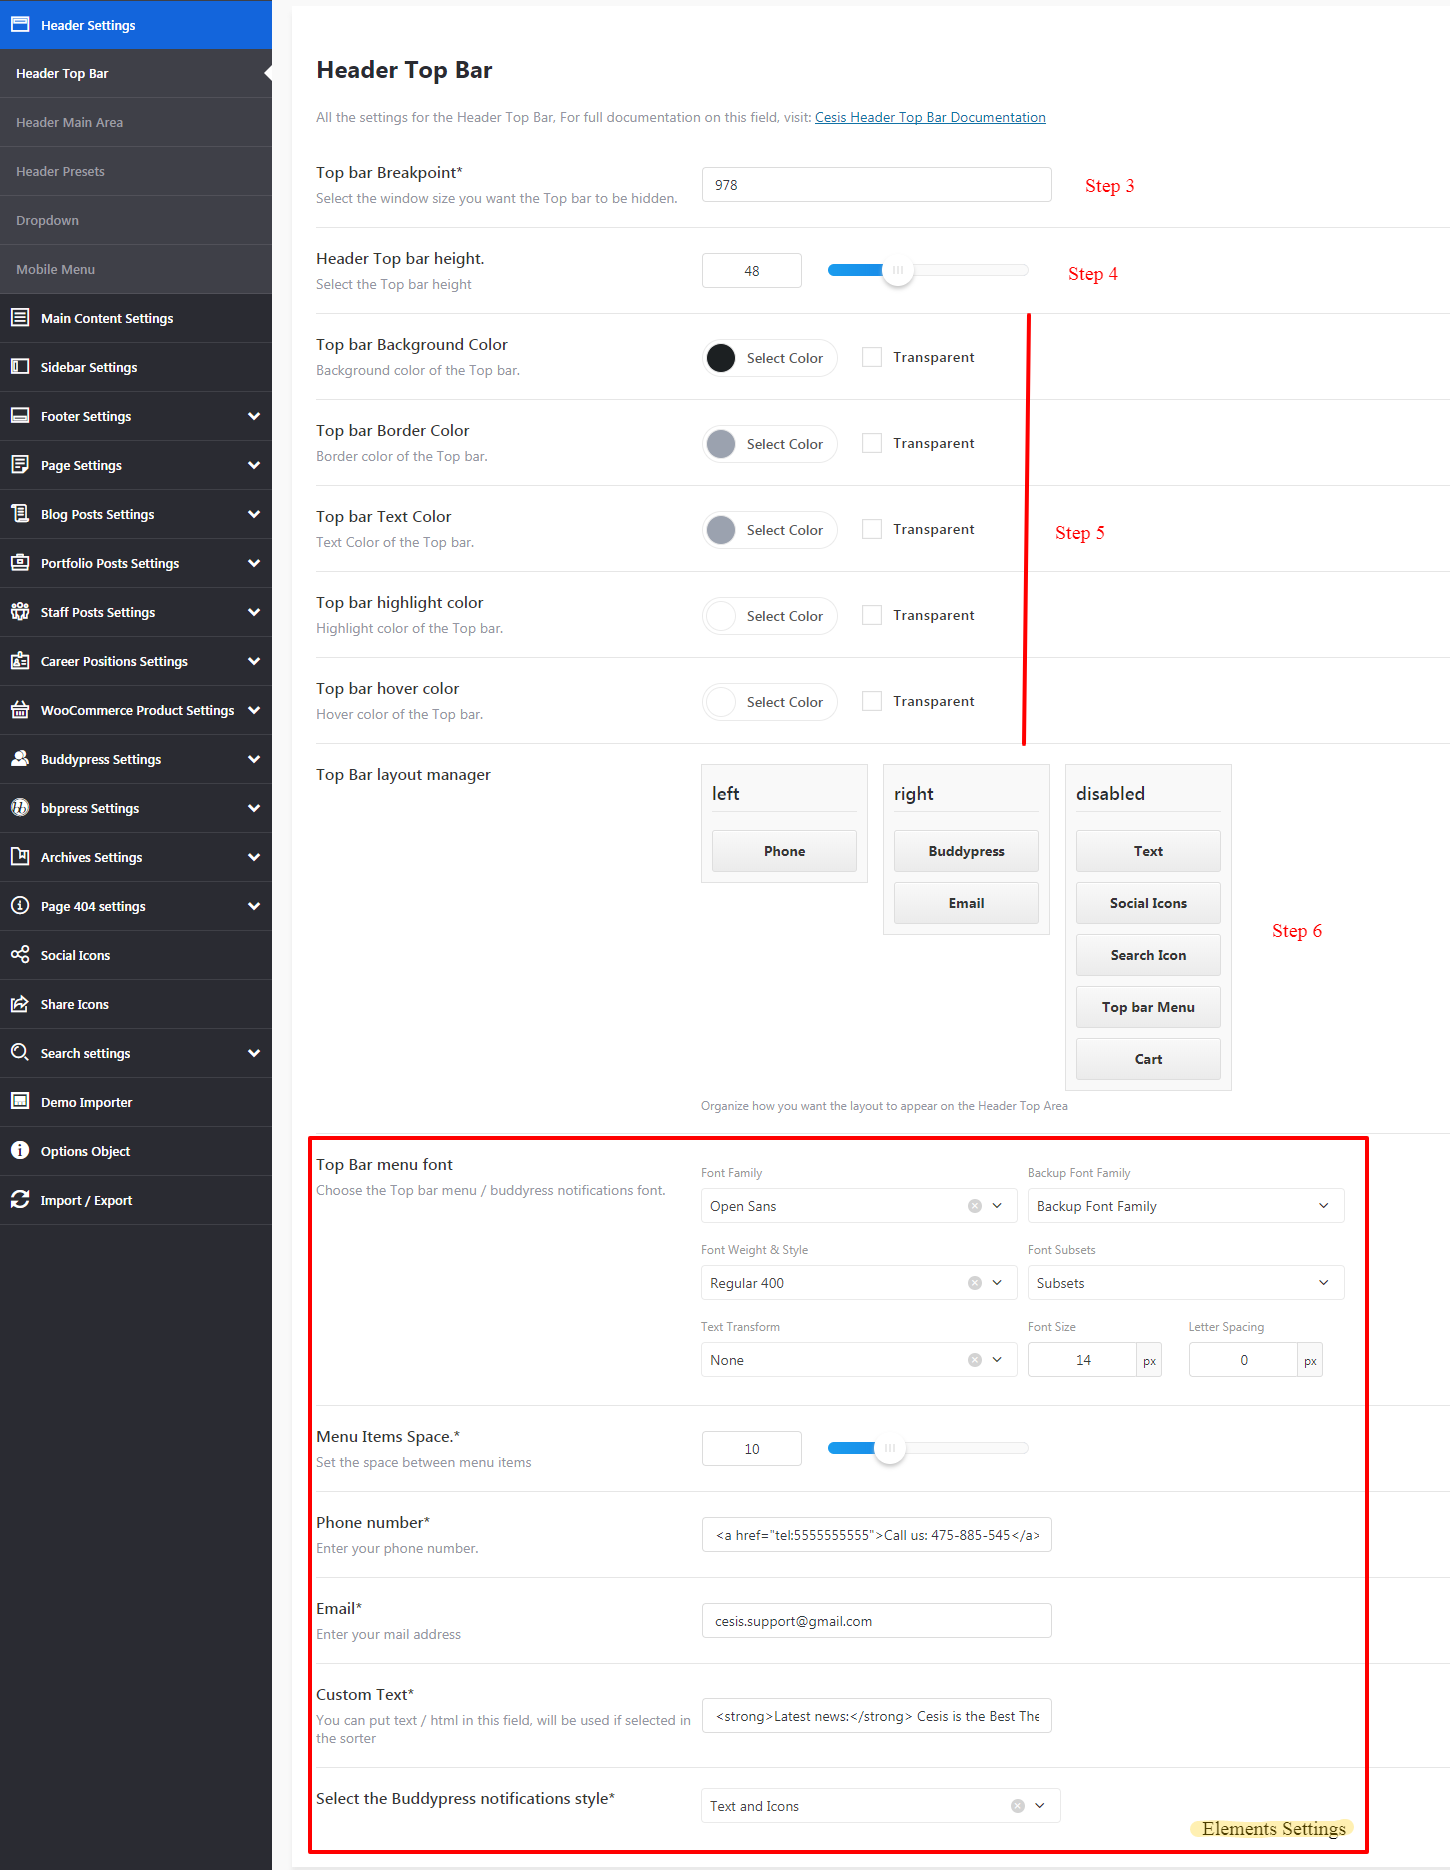 Header Settings
Header Top Bar
Header Main Area
Header Presets
Dropdown
Mobile Menu
Main Content Settings
Sidebar Settings
Footer Settings
Page Settings
Blog Posts Settings
Portfolio Posts Settings
Staff Posts Settings
Career Positions Settings
WooCommerce Product Settings
Buddypress Settings
bbpress Settings
Archives Settings
Page 404 settings
Social Icons
Share Icons
Search settings
Demo Importer
Options Object
Import / Export
Header Top Bar
All the settings for the Header Top Bar, For full documentation on this field, visit: Cesis Header Top Bar Documentation
Top bar Breakpoint*
Select the window size you want the Top bar to be hidden.
978
Step 3
Header Top bar height.
Select the Top bar height
48
Step 4
Top bar Background Color
Background color of the Top bar.
Select Color
Transparent
Top bar Border Color
Border color of the Top bar.
Select Color
Transparent
Top bar Text Color
Text Color of the Top bar.
Select Color
Transparent
Step 5
Top bar highlight color
Highlight color of the Top bar.
Select Color
Transparent
Top bar hover color
Hover color of the Top bar.
Select Color
Transparent
Top Bar layout manager
left
Phone
right
Buddypress
Email
disabled
Text
Social Icons
Search Icon
Top bar Menu
Cart
Step 6
Organize how you want the layout to appear on the Header Top Area
Top Bar menu font
Choose the Top bar menu / buddyress notifications font.
Font Family
Backup Font Family
Open Sans
Backup Font Family
Font Weight & Style
Font Subsets
Regular 400
Subsets
Text Transform
Font Size
Letter Spacing
None
14 px
0 px
Menu Items Space.*
Set the space between menu items
10
Phone number*
Enter your phone number.
<a href="tel:5555555555">Call us: 475-885-545</a>
Email*
Enter your mail address
cesis.support@gmail.com
Custom Text*
You can put text / html in this field, will be used if selected in
the sorter
<strong>Latest news:</strong> Cesis is the Best The
Select the Buddypress notifications style*
Text and Icons
Elements Settings